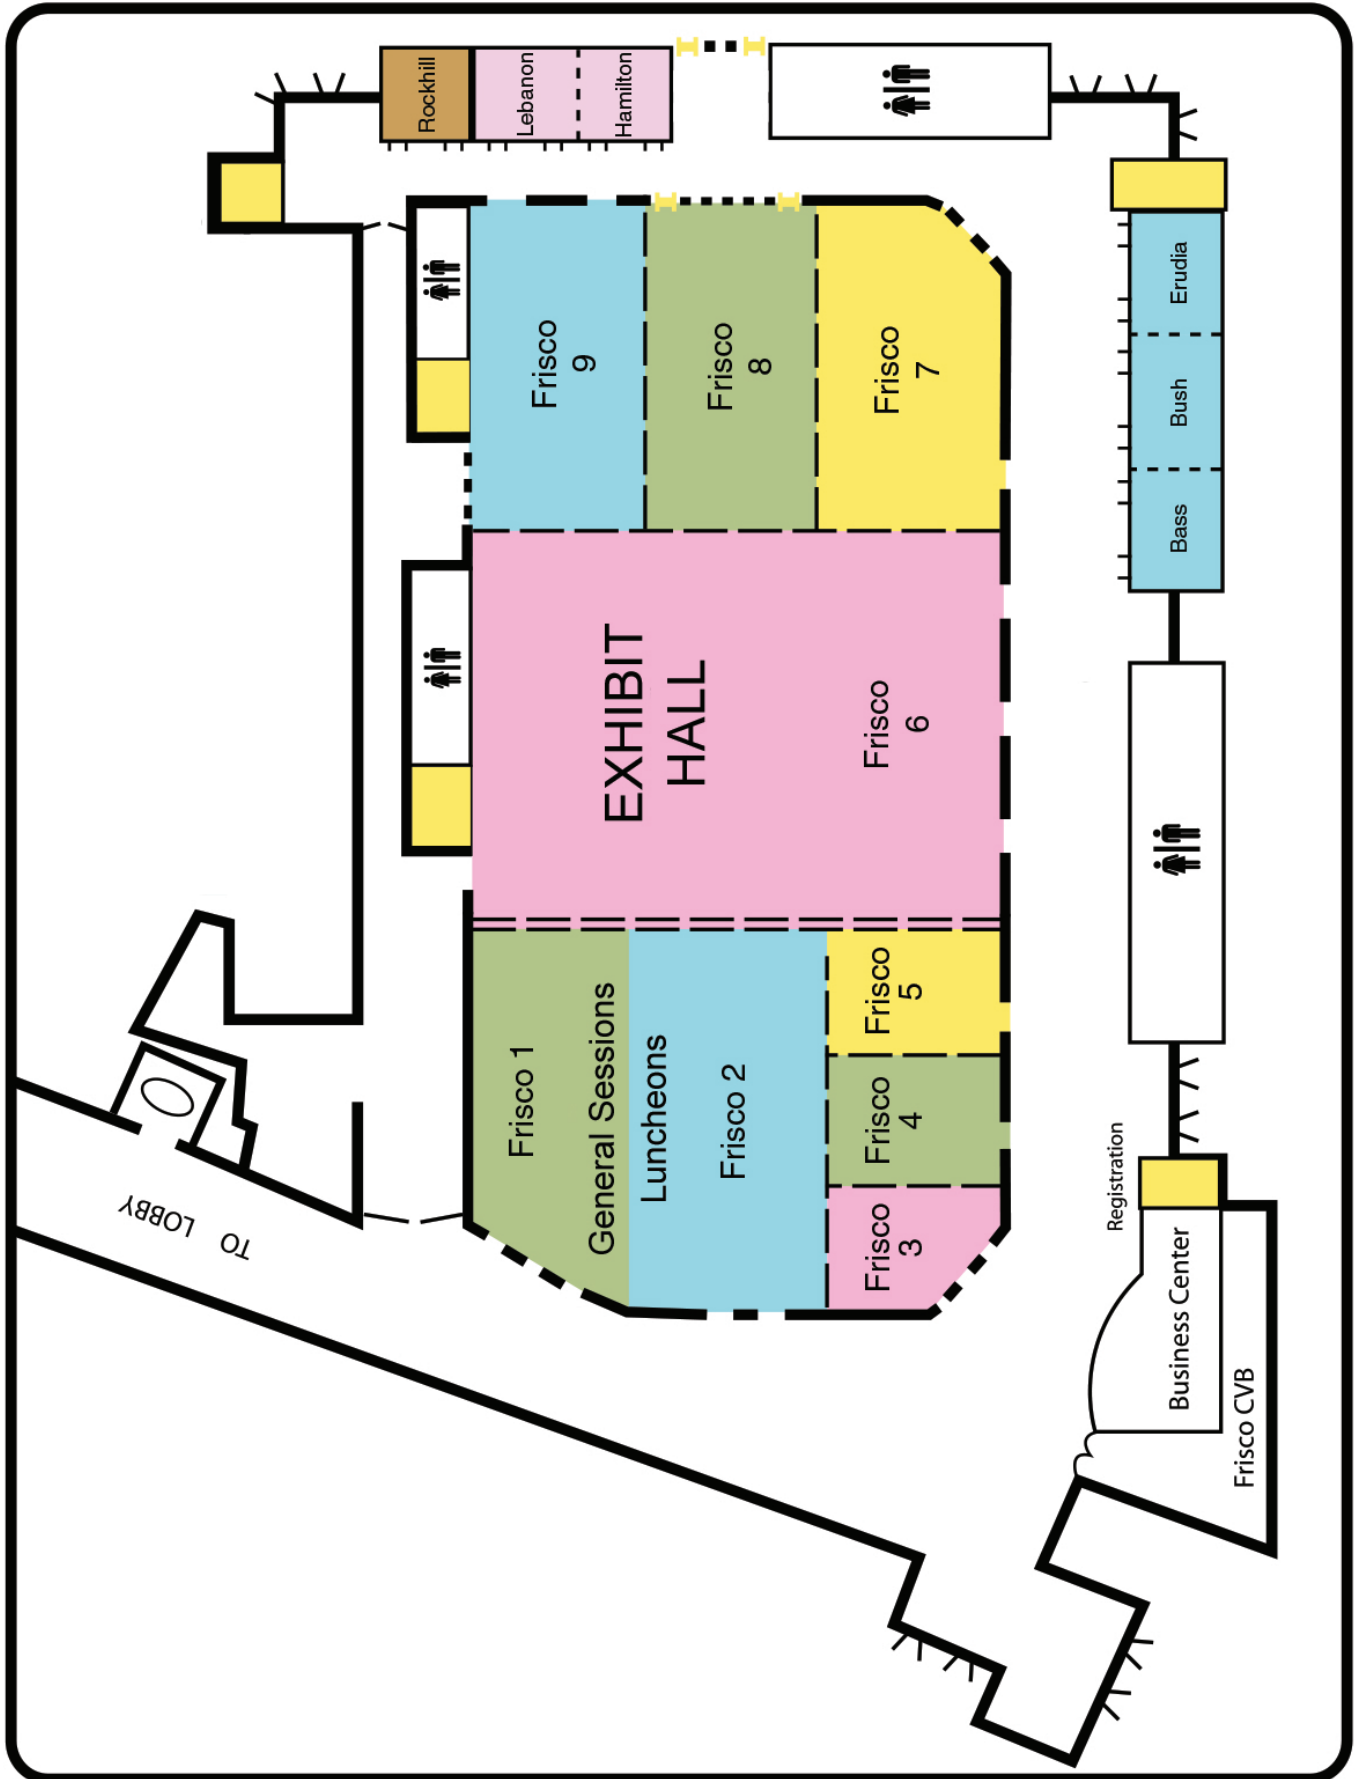 Rockhill
Lebanon
Hamilton
Frisco
9
Frisco
8
Frisco
7
Erudia
Bush
Bass
EXHIBIT
HALL
Frisco
6
Frisco 1
General Sessions
Luncheons
Frisco 2
Frisco
5
Frisco
4
Frisco
3
TO LOBBY
Registration
Business Center
Frisco CVB